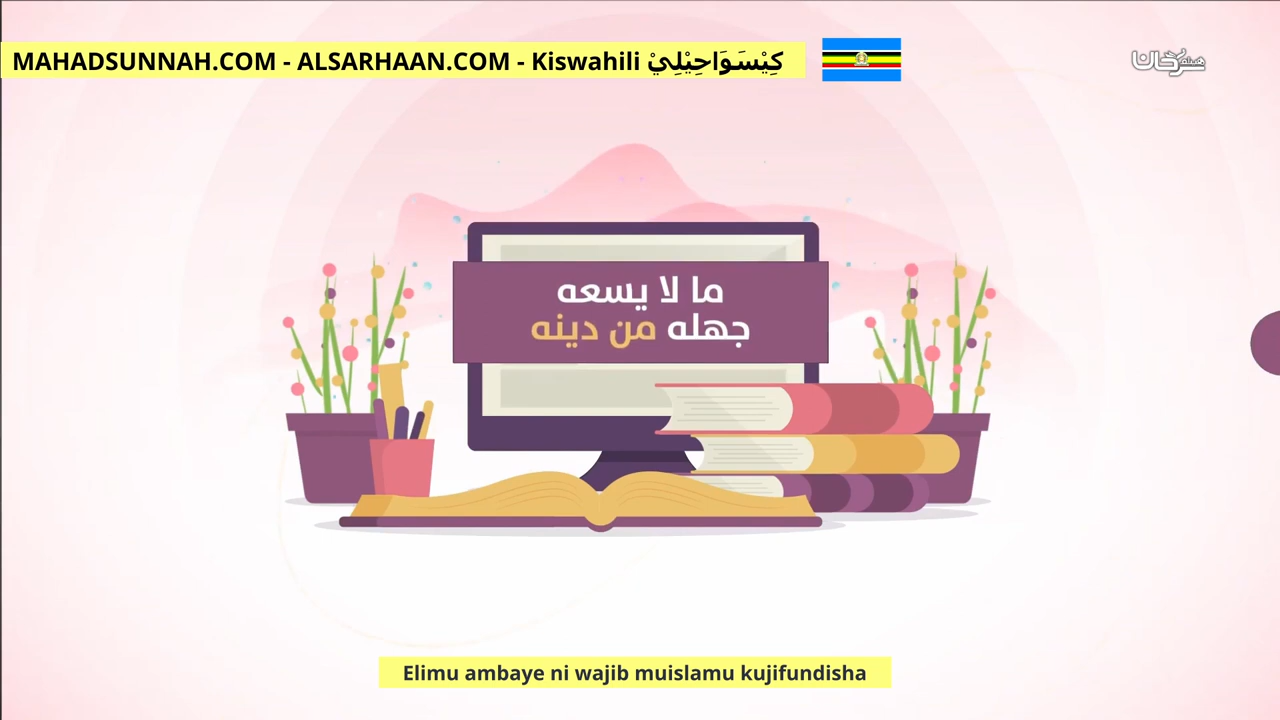 MAHADSUNNAH.COM - ALSARHAAN.COM - Kiswahili كِيْسَوَاحِيْلِيْ
ما لا يسعه
جهله من دينه
Elimu ambaye ni wajib muislamu kujifundisha